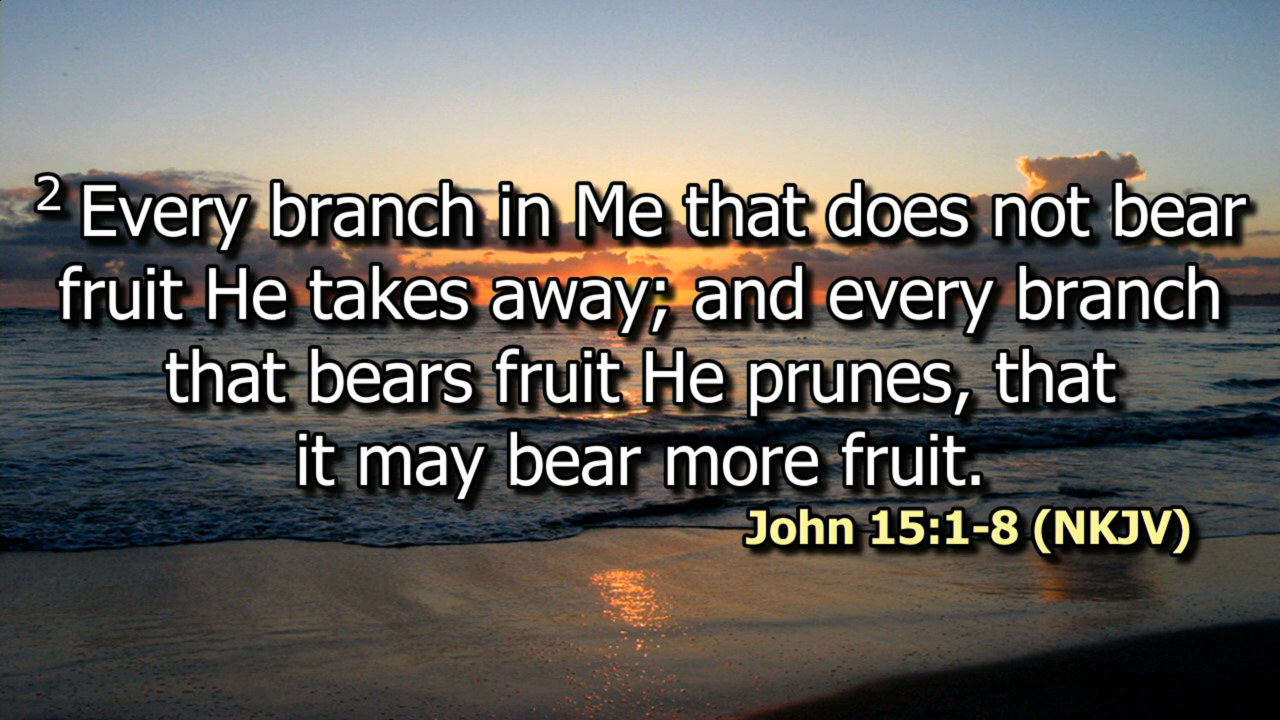 2 Every branch in Me that does not bear
fruit He takes away; and every branch
that bears fruit He prunes, that
it may bear more fruit.
John 15:1-8 (NKJV)